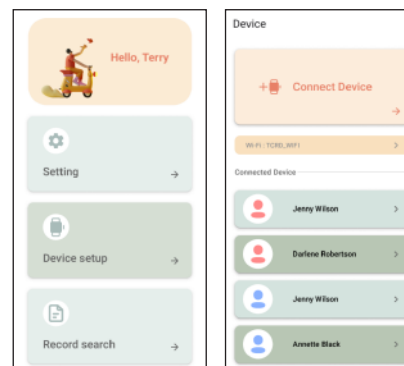 Hello, Terry
Setting
Device setup
Record search
Device
Connect Device
Wi-Fi : TCRD_WIFI
Connected Device
Jenny Wilson
Darlene Robertson
Jenny Wilson
Annette Black